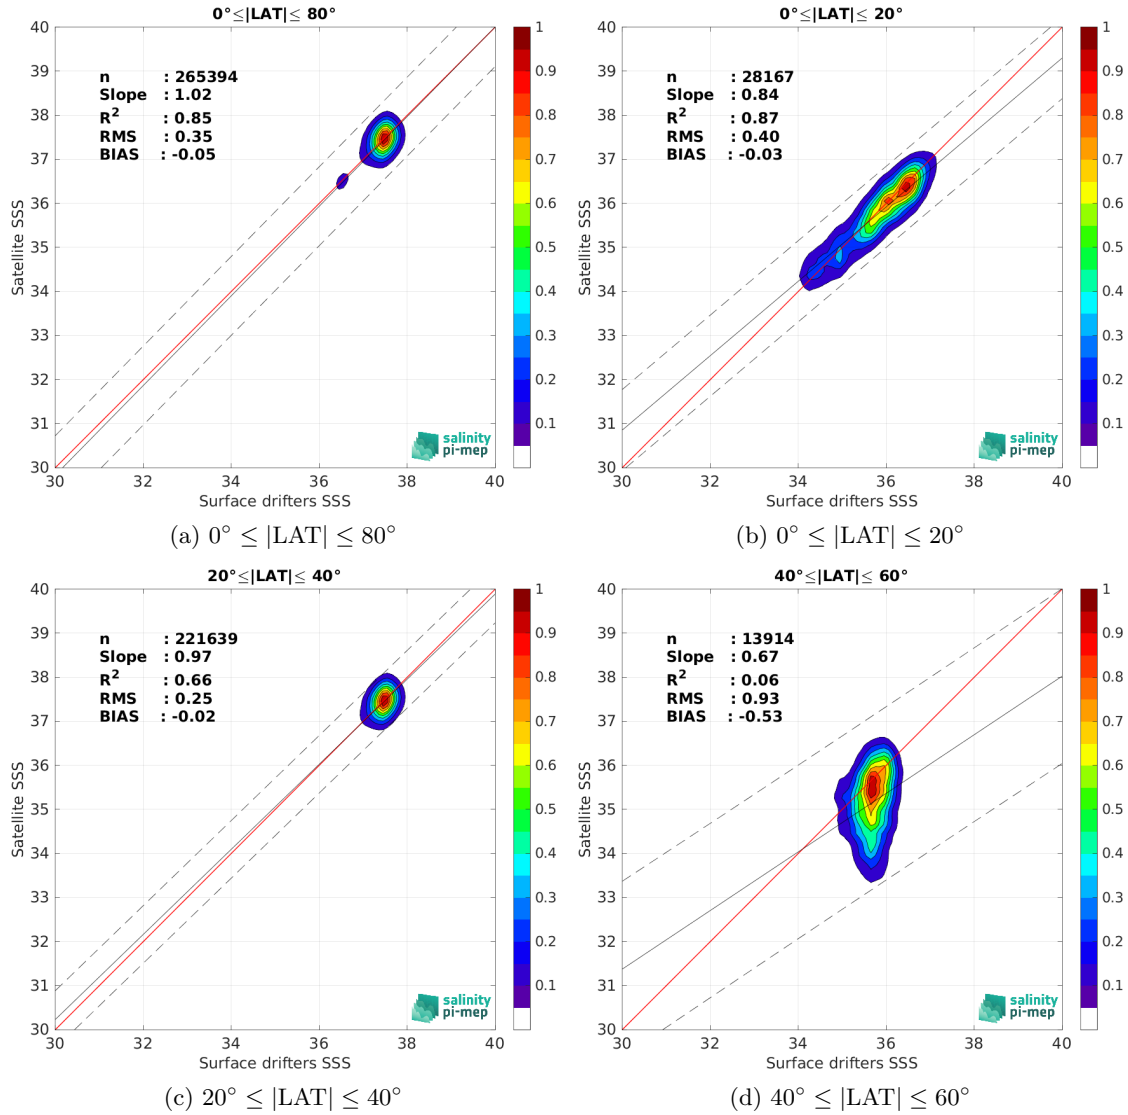 0°≤|LAT|≤ 80°
40
39
38
37
36
35
34
33
32
31
30
Satellite SSS
n : 265394
Slope : 1.02
R² : 0.85
RMS : 0.35
BIAS : -0.05
salinity
pi-mep
30 32 34 36 38 40
Surface drifters SSS
1
0.9
0.8
0.7
0.6
0.5
0.4
0.3
0.2
0.1
(a) 0° ≤ |LAT| ≤ 80°
0°≤|LAT|≤ 20°
40
39
38
37
36
35
34
33
32
31
30
Satellite SSS
n : 28167
Slope : 0.84
R² : 0.87
RMS : 0.40
BIAS : -0.03
salinity
pi-mep
30 32 34 36 38 40
Surface drifters SSS
1
0.9
0.8
0.7
0.6
0.5
0.4
0.3
0.2
0.1
(b) 0° ≤ |LAT| ≤ 20°
20°≤|LAT|≤ 40°
40
39
38
37
36
35
34
33
32
31
30
Satellite SSS
n : 221639
Slope : 0.97
R² : 0.66
RMS : 0.25
BIAS : -0.02
salinity
pi-mep
30 32 34 36 38 40
Surface drifters SSS
1
0.9
0.8
0.7
0.6
0.5
0.4
0.3
0.2
0.1
(c) 20° ≤ |LAT| ≤ 40°
40°≤|LAT|≤ 60°
40
39
38
37
36
35
34
33
32
31
30
Satellite SSS
n : 13914
Slope : 0.67
R² : 0.06
RMS : 0.93
BIAS : -0.53
salinity
pi-mep
30 32 34 36 38 40
Surface drifters SSS
1
0.9
0.8
0.7
0.6
0.5
0.4
0.3
0.2
0.1
(d) 40° ≤ |LAT| ≤ 60°